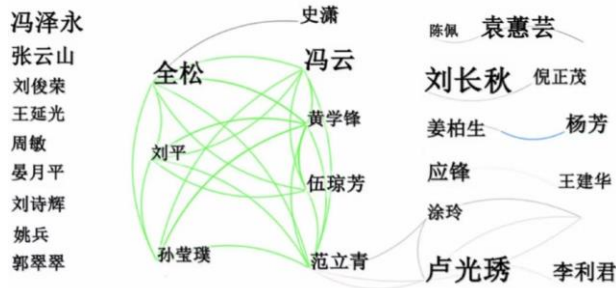 冯泽永
张云山
刘俊荣
王延光
周敏
晏月平
刘诗辉
姚兵
郭翠翠
史潇
全松
冯云
黄学锋
刘平
伍琼芳
孙莹璞
范立青
陈佩
袁蕙芸
刘长秋
倪正茂
姜柏生
杨芳
应锋
王建华
涂玲
卢光琇
李利君